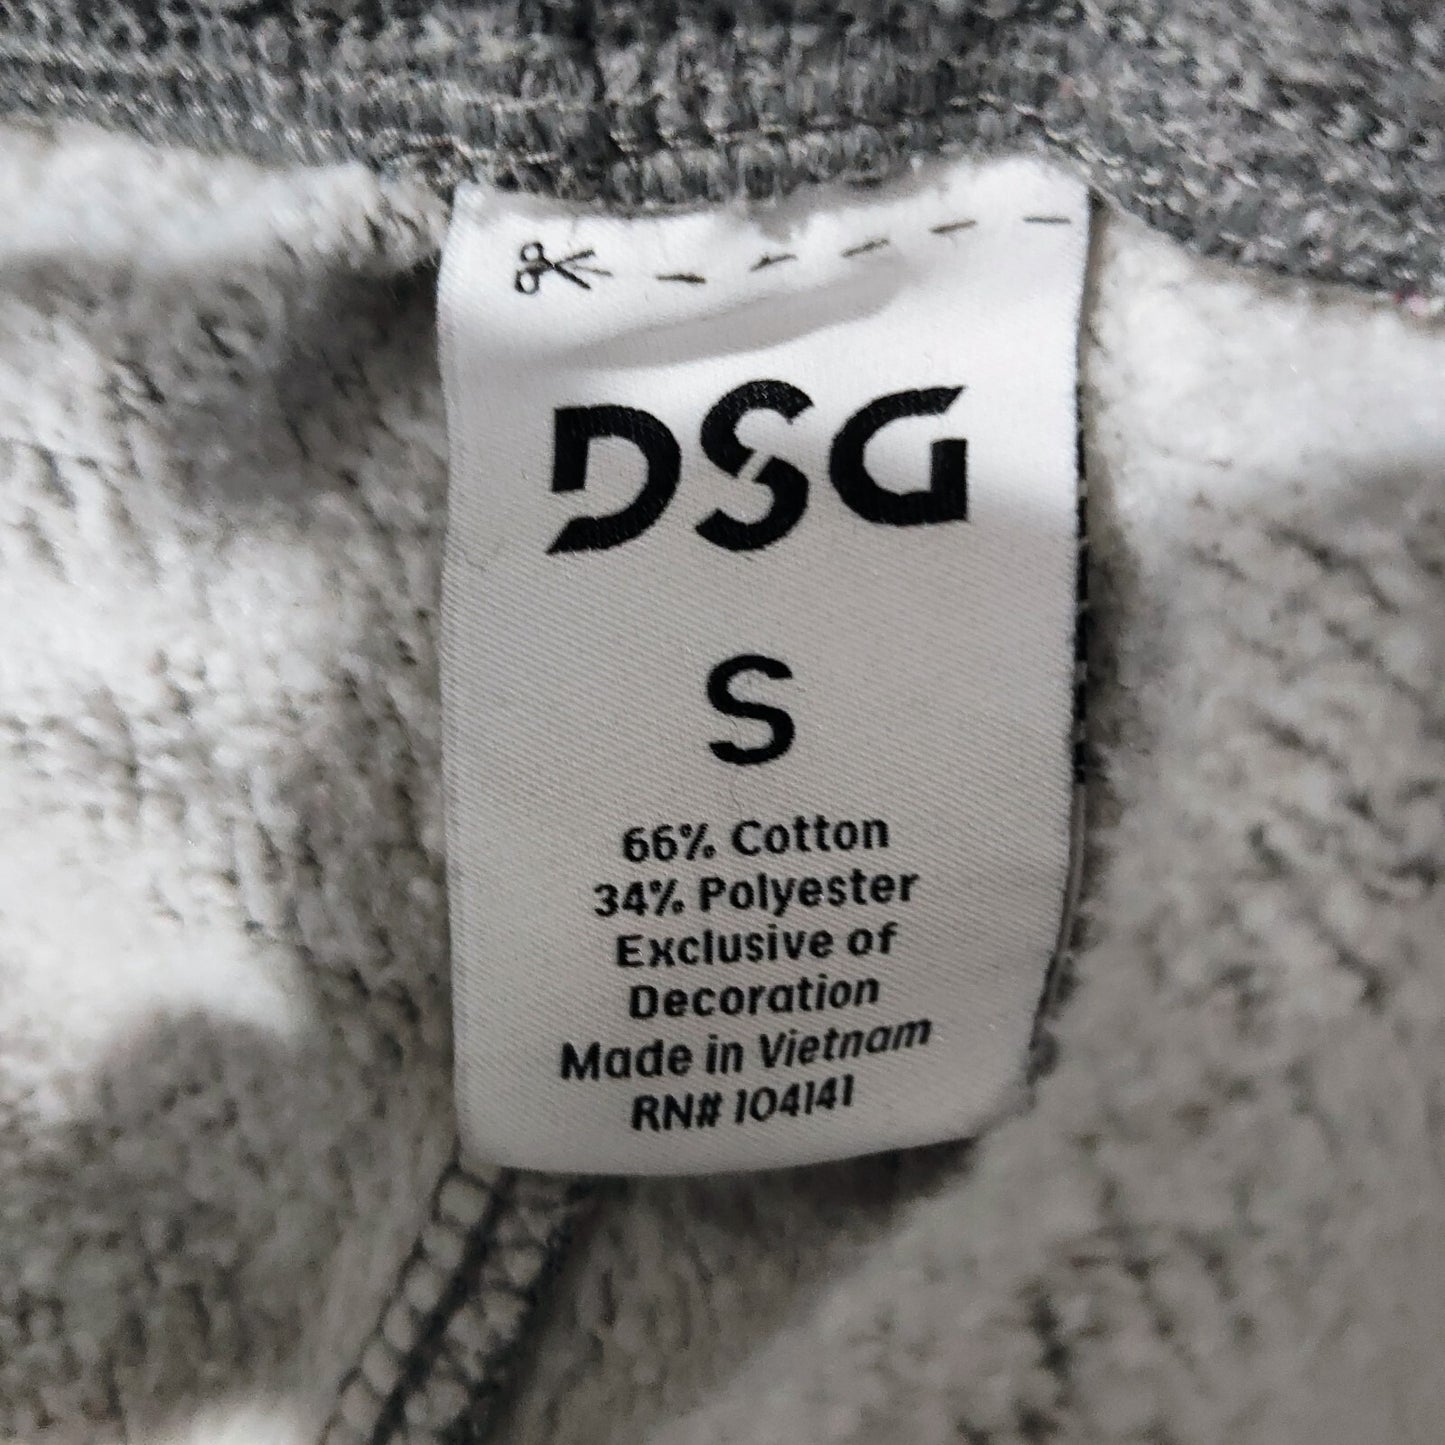 DSG
S
66% Cotton
34% Polyester
Exclusive of
Decoration
Made in Vietnam
RN# 104141